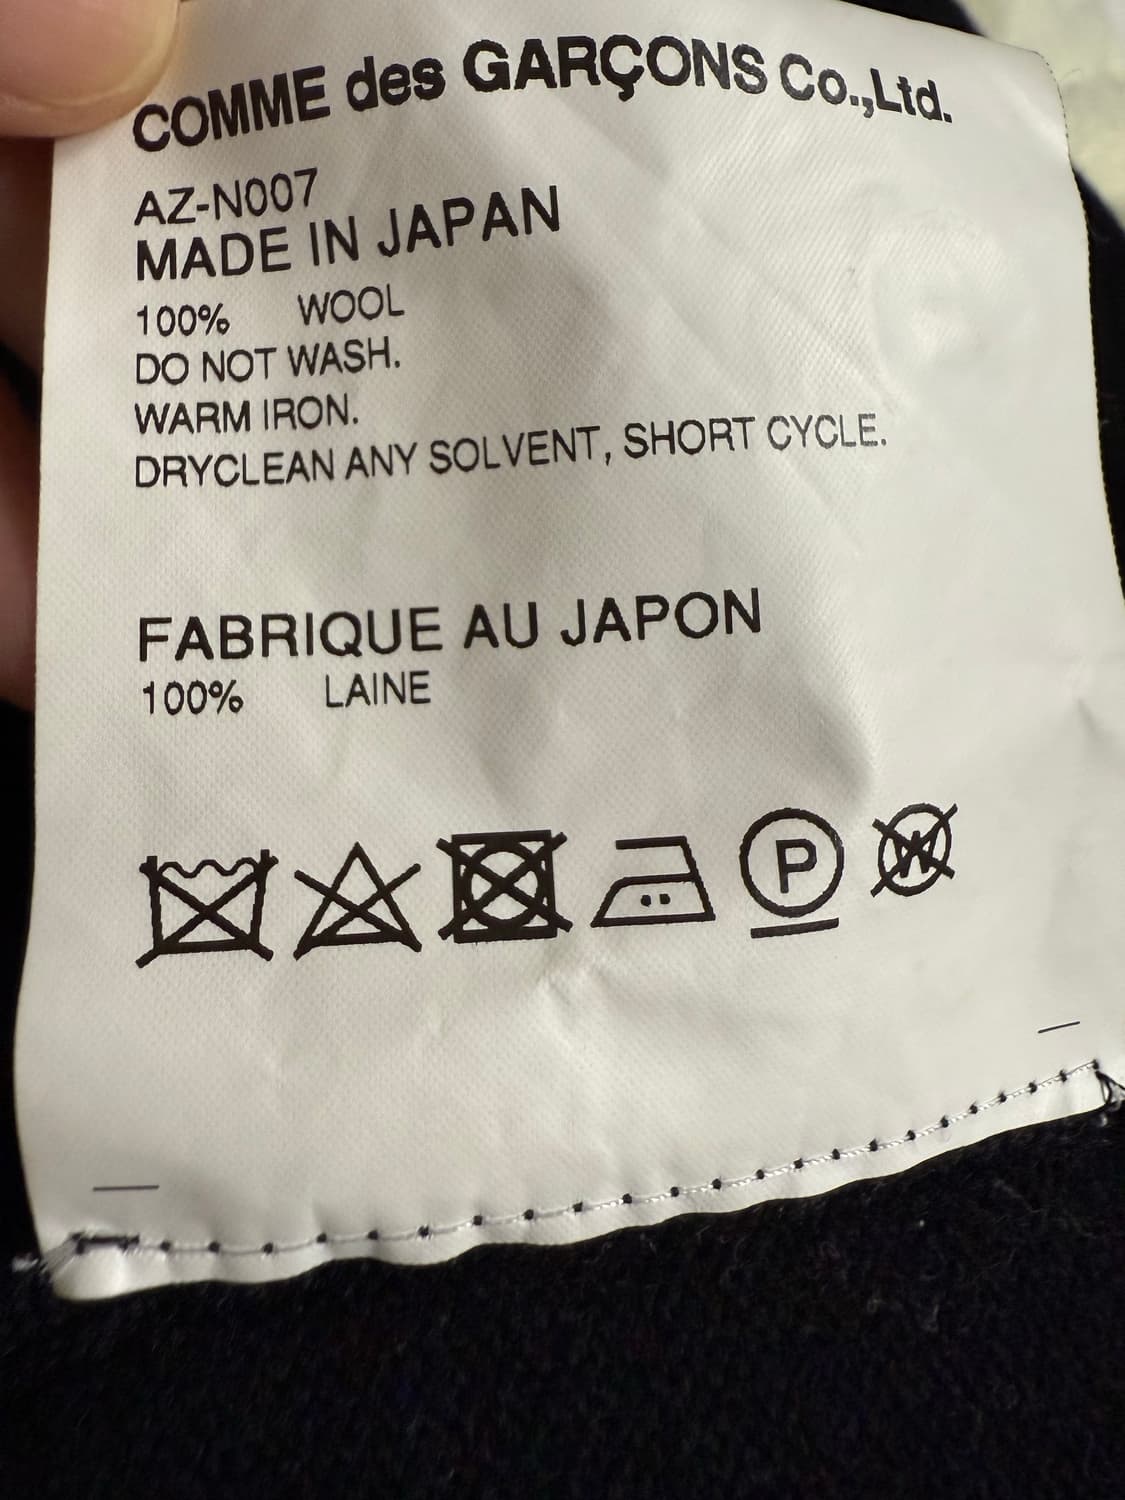 COMME des GARÇONS Co.,Ltd.
AZ-N007
MADE IN JAPAN
100% WOOL
DO NOT WASH.
WARM IRON.
DRYCLEAN ANY SOLVENT, SHORT CYCLE.
FABRIQUE AU JAPON
100% LAINE
P W